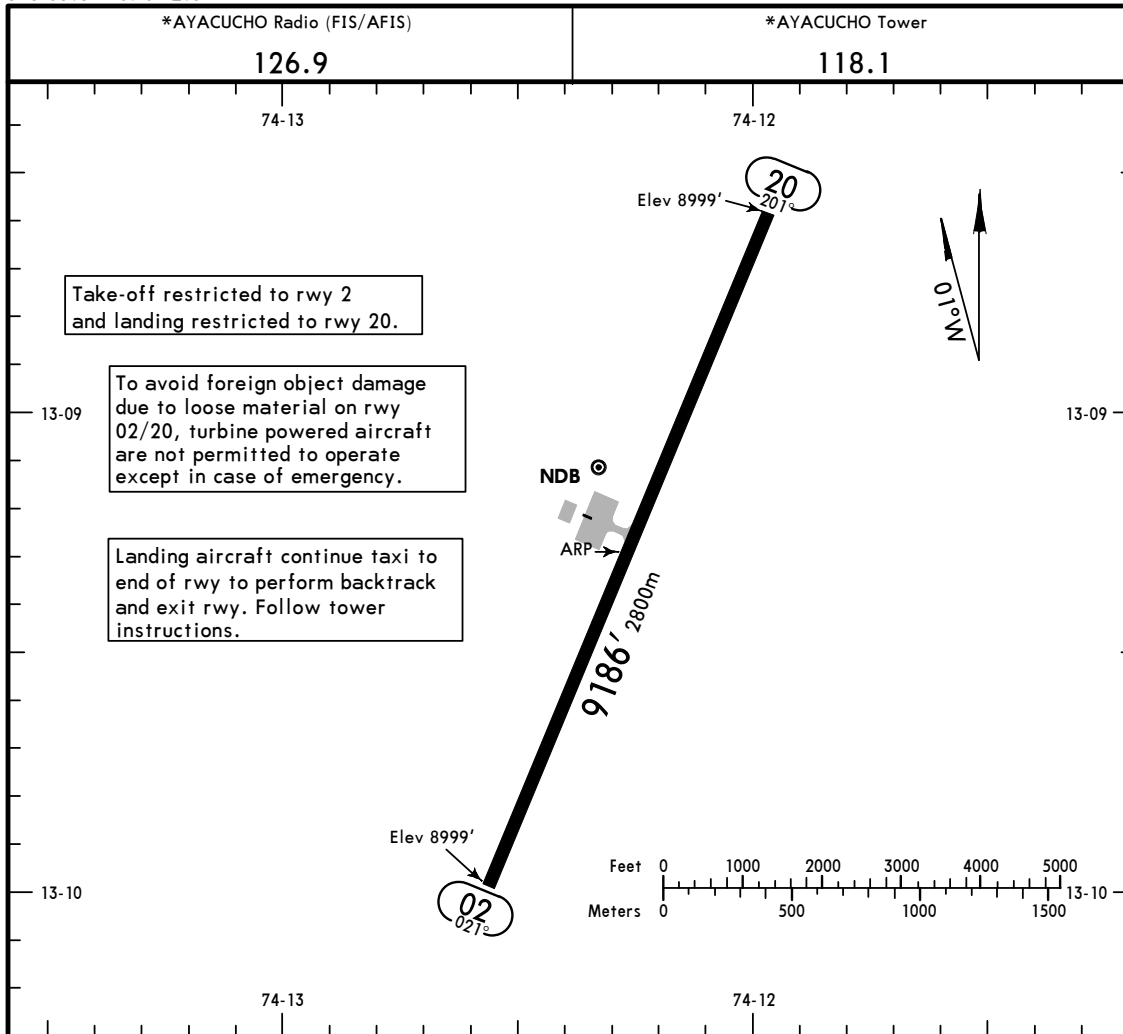 *AYACUCHO Radio (FIS/AFIS)
126.9
*AYACUCHO Tower
118.1
74-13
74-12
20
201°
Elev 8999'
01°W
Take-off restricted to rwy 2
and landing restricted to rwy 20.
To avoid foreign object damage
due to loose material on rwy
02/20, turbine powered aircraft
are not permitted to operate
except in case of emergency.
13-09
13-09
NDB
ARP
Landing aircraft continue taxi to
end of rwy to perform backtrack
and exit rwy. Follow tower
instructions.
9186' 2800m
Elev 8999'
02
021°
Feet 0 1000 2000 3000 4000 5000
Meters 0 500 1000 1500
13-10
13-10
74-13
74-12